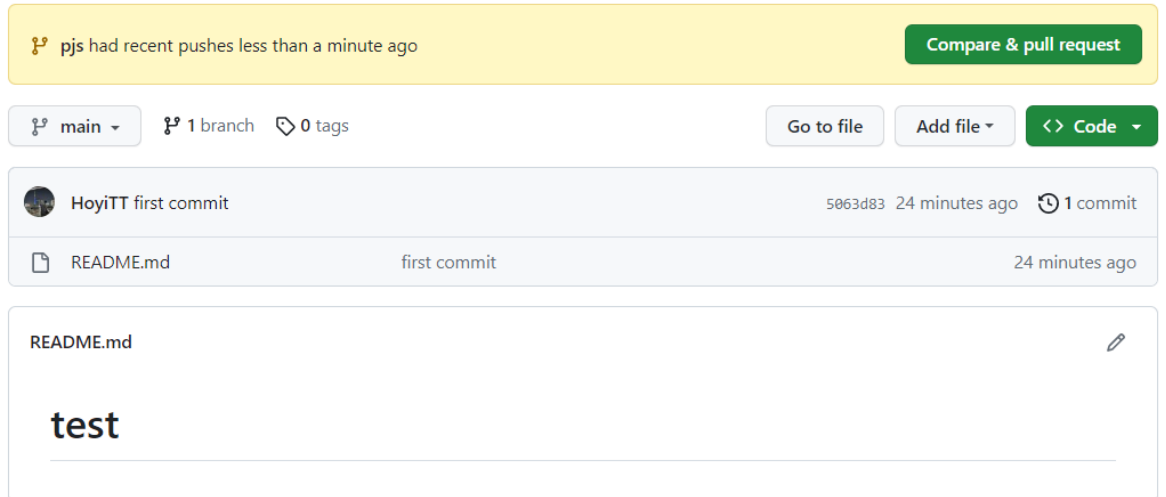 pjs had recent pushes less than a minute ago Compare & pull request
main 1 branch 0 tags Go to file Add file <> Code
HoyiTT first commit 5063d83 24 minutes ago 1 commit
README.md first commit 24 minutes ago
README.md
test